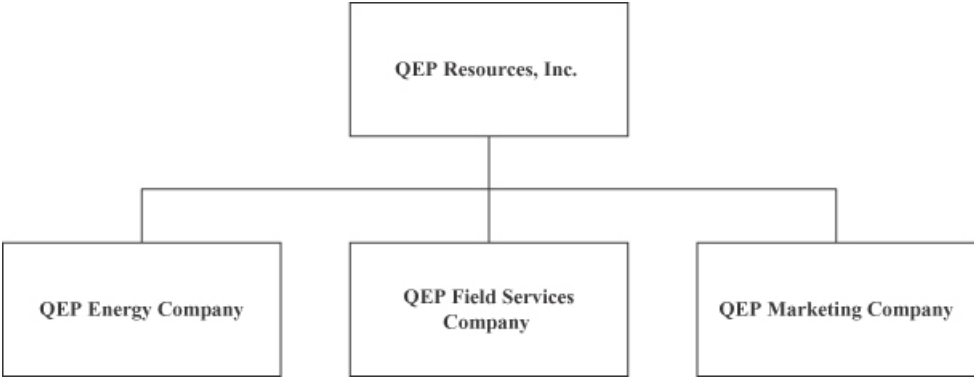 QEP Resources, Inc.
QEP Energy Company
QEP Field Services
Company
QEP Marketing Company